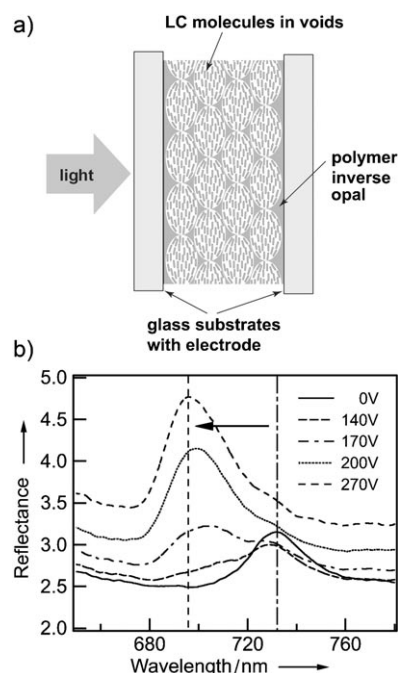 a)
LC molecules in voids
light
polymer
inverse
opal
glass substrates
with electrode
b)
5.0
4.5
4.0
3.5
3.0
2.5
2.0
Reflectance
0V
140V
170V
200V
270V
680
720
760
Wavelength/nm